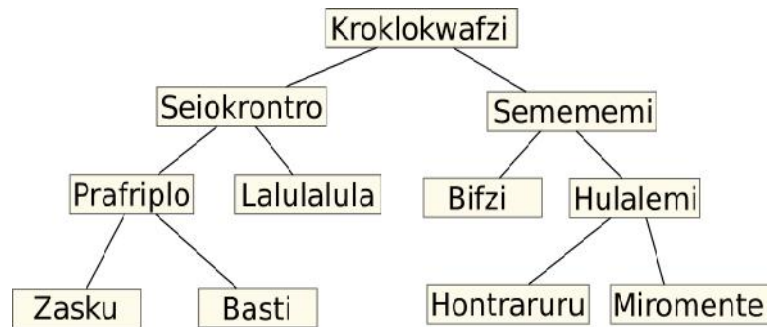 Kroklokwafzi
Seiokrontro
Semememi
Prafriplo
Lalulalula
Bifzi
Hulalemi
Zasku
Basti
Hontraruru
Miromente